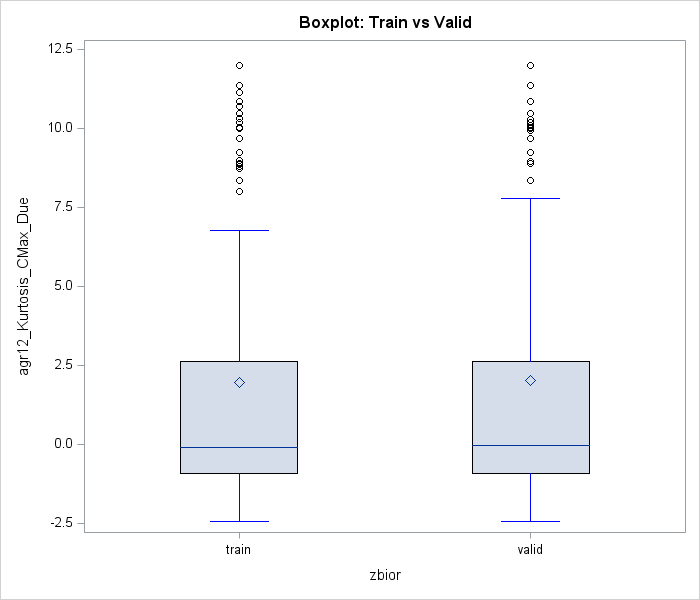 Boxplot: Train vs Valid
12.5
10.0
7.5
5.0
2.5
0.0
-2.5
agr12_Kurtosis_CMax_Due
train
valid
zbior